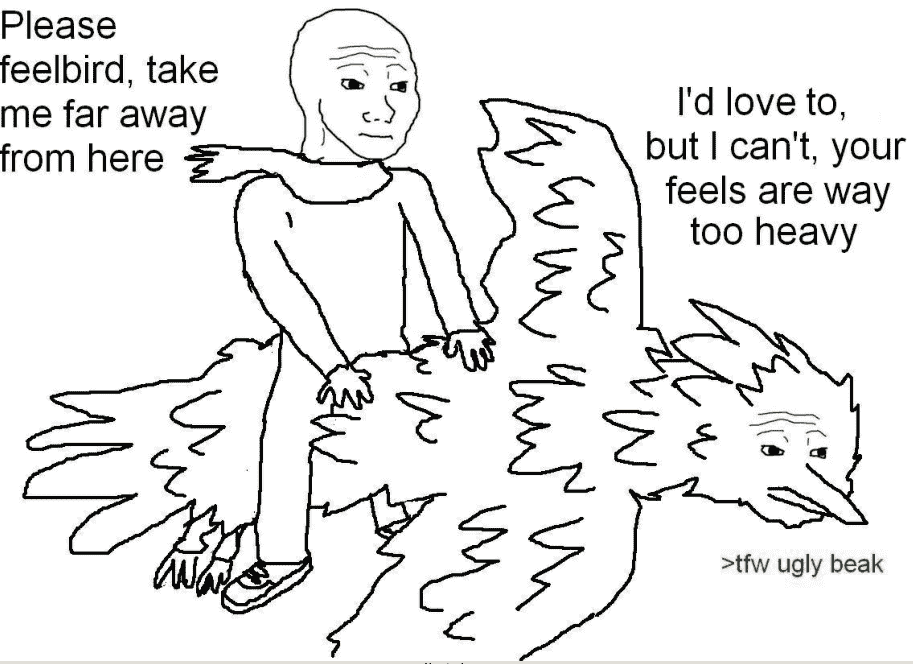 Please
feelbird, take
me far away
from here
I'd love to,
but I can't, your
feels are way
too heavy
>tfw ugly beak